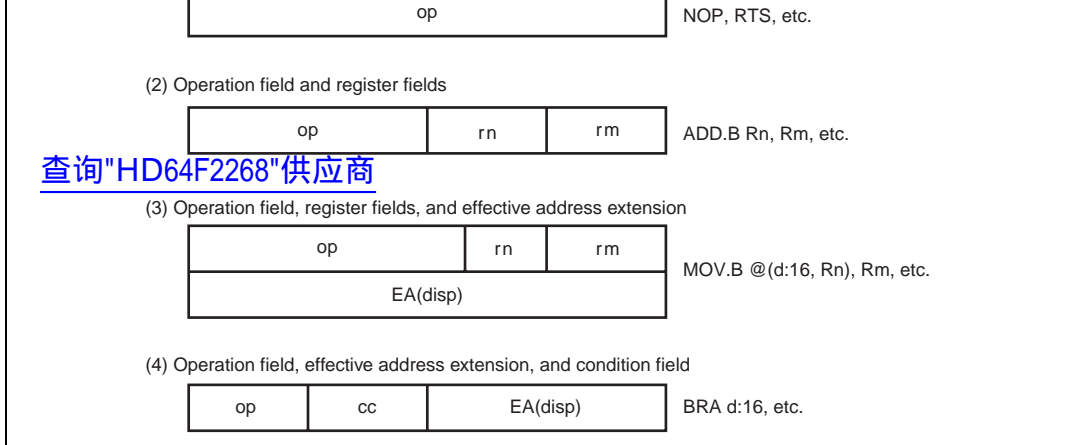 op
NOP, RTS, etc.
(2) Operation field and register fields
op rn rm
ADD.B Rn, Rm, etc.
查询"HD64F2268"供应商
(3) Operation field, register fields, and effective address extension
op rn rm
MOV.B @(d:16, Rn), Rm, etc.
EA(disp)
(4) Operation field, effective address extension, and condition field
op cc EA(disp)
BRA d:16, etc.